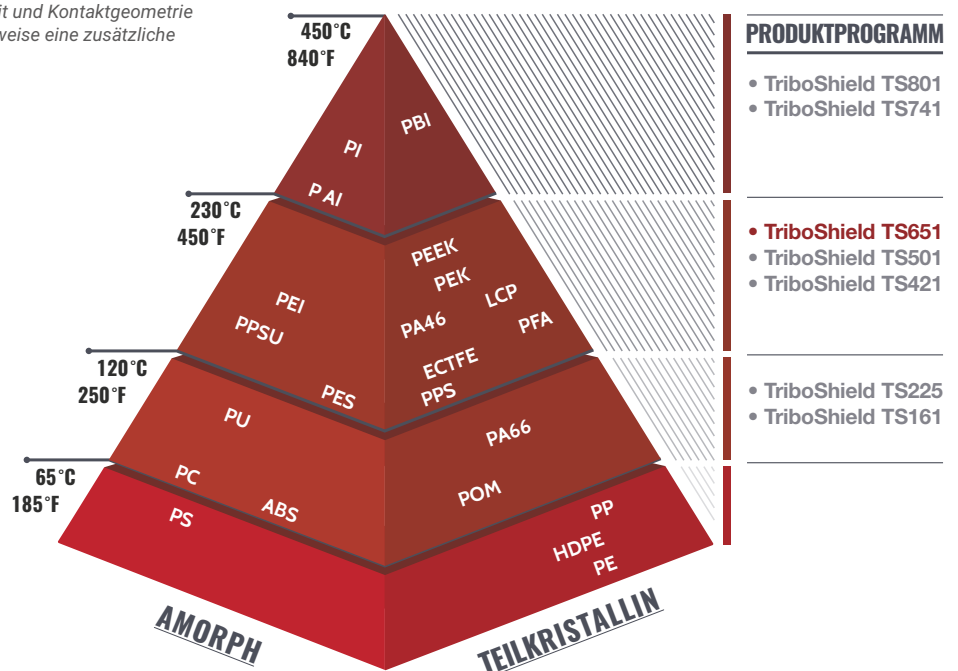 it und Kontaktgeometrie
weise eine zusätzliche
450°C
840°F
PRODUKTPROGRAMM
• TriboShield TS801
• TriboShield TS741
PBI
PI
P AI
230°C
450°F
• TriboShield TS651
• TriboShield TS501
• TriboShield TS421
PEEK
PEK
LCP
PEI
PA46
PFA
PPSU
ECTFE
PPS
PES
120°C
250°F
• TriboShield TS225
• TriboShield TS161
PU
PA66
PC
POM
ABS
65°C
185°F
PS
PP
HDPE
PE
AMORPH
TEILKRISTALLIN